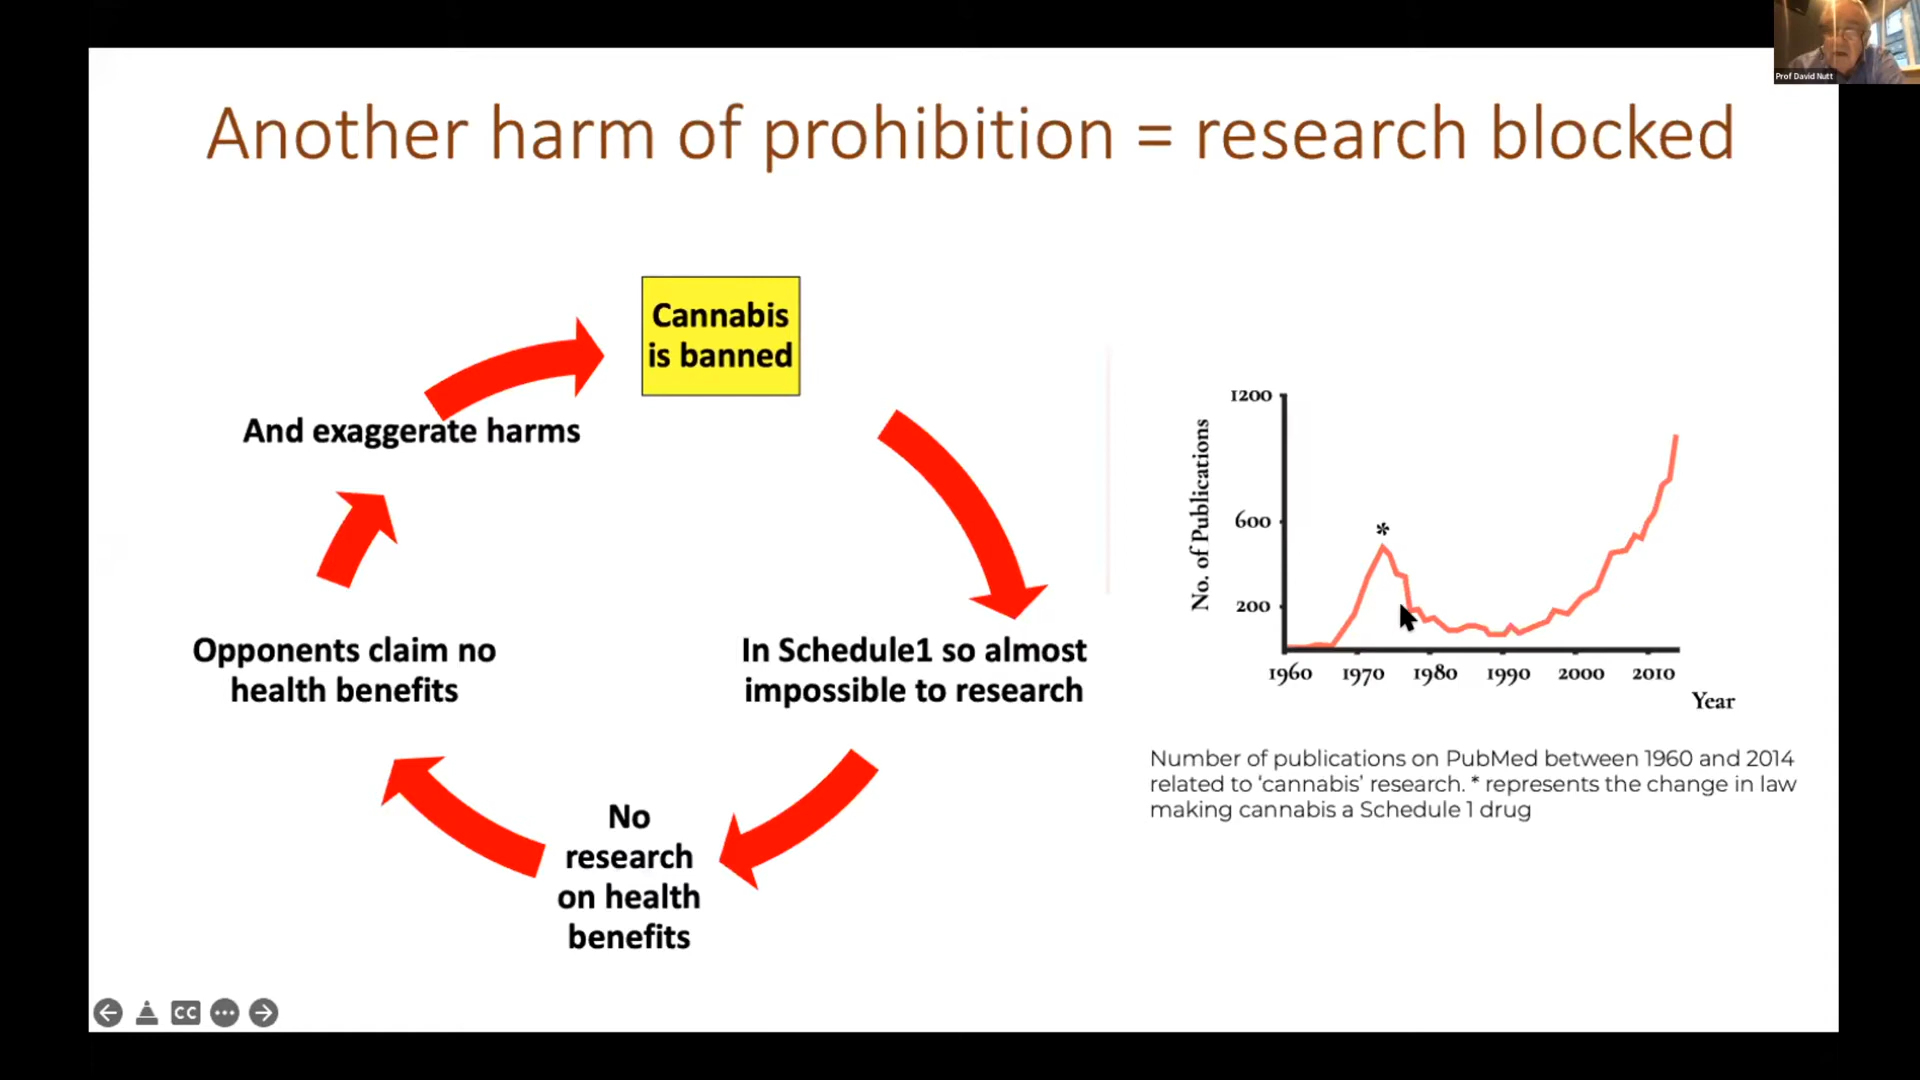 Prof David Nutt
Another harm of prohibition = research blocked
Cannabis
is banned
And exaggerate harms
Opponents claim no
health benefits
In Schedule1 so almost
impossible to research
No
research
on health
benefits
1200
600
200
No. of Publications
*
1960 1970 1980 1990 2000 2010
Year
Number of publications on PubMed between 1960 and 2014
related to ‘cannabis’ research. * represents the change in law
making cannabis a Schedule 1 drug
CC